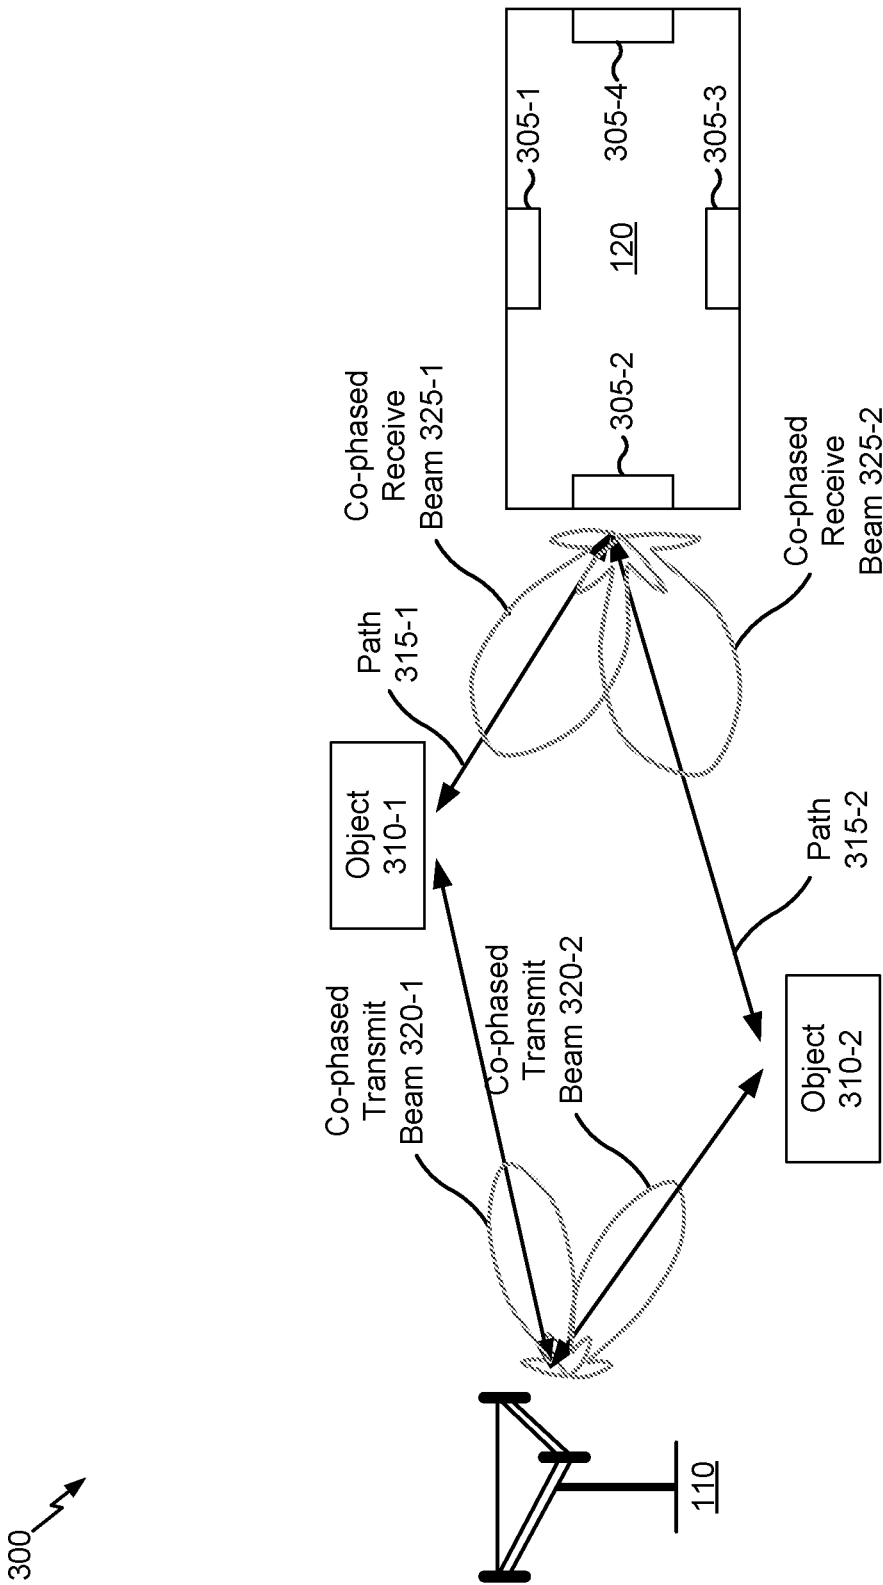 300
110
Co-phased
Transmit
Beam 320-1
Co-phased
Transmit
Beam 320-2
Object
310-1
Object
310-2
Path
315-1
Path
315-2
Co-phased
Receive
Beam 325-1
Co-phased
Receive
Beam 325-2
305-2
120
305-1
305-4
305-3